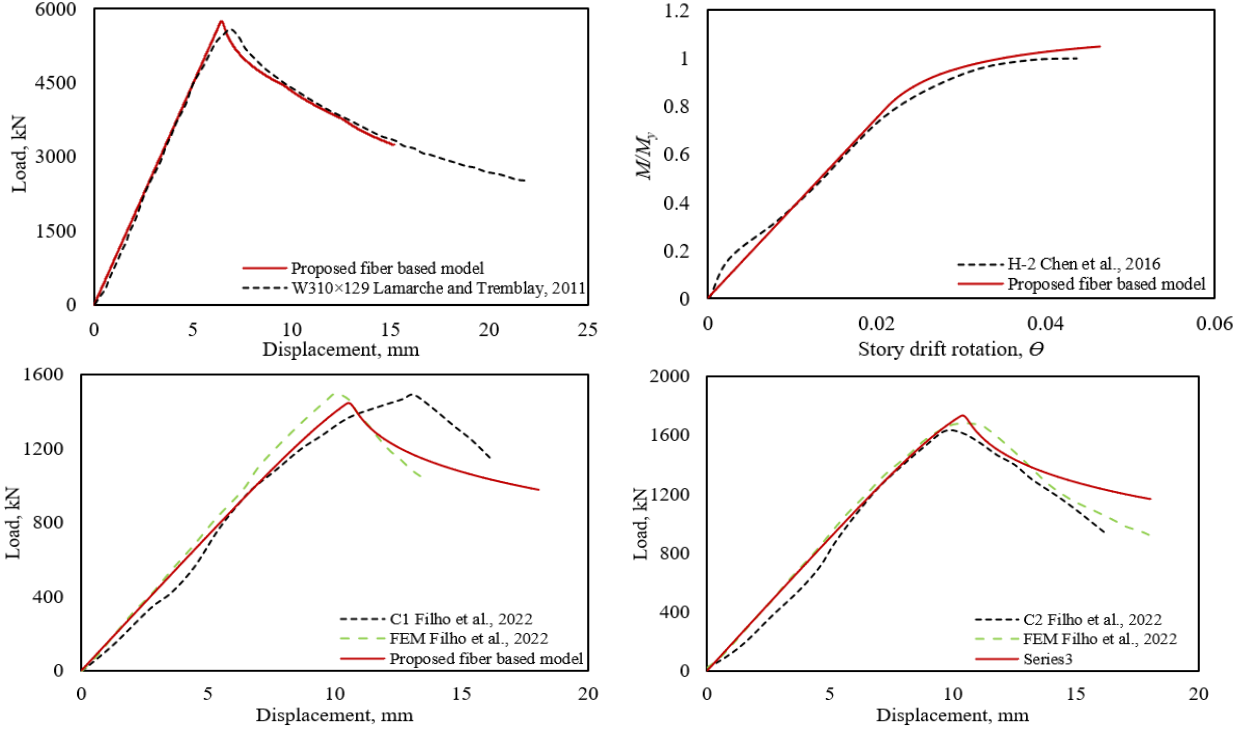 6000
4500
3000
1500
0
Load, kN
0 5 10 15 20 25
Displacement, mm
Proposed fiber based model
W310×129 Lamarche and Tremblay, 2011
1.2
1
0.8
0.6
0.4
0.2
0
M/My
0 0.02 0.04 0.06
Story drift rotation, Ɵ
H-2 Chen et al., 2016
Proposed fiber based model
1600
1200
800
400
0
Load, kN
0 5 10 15 20
Displacement, mm
C1 Filho et al., 2022
FEM Filho et al., 2022
Proposed fiber based model
2000
1600
1200
800
400
0
Load, kN
0 5 10 15 20
Displacement, mm
C2 Filho et al., 2022
FEM Filho et al., 2022
Series3